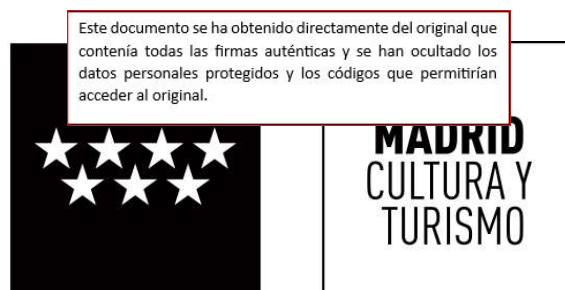 Este documento se ha obtenido directamente del original que
contenía todas las firmas auténticas y se han ocultado los
datos personales protegidos y los códigos que permitirían
acceder al original.
MADRID
CULTURA Y
TURISMO